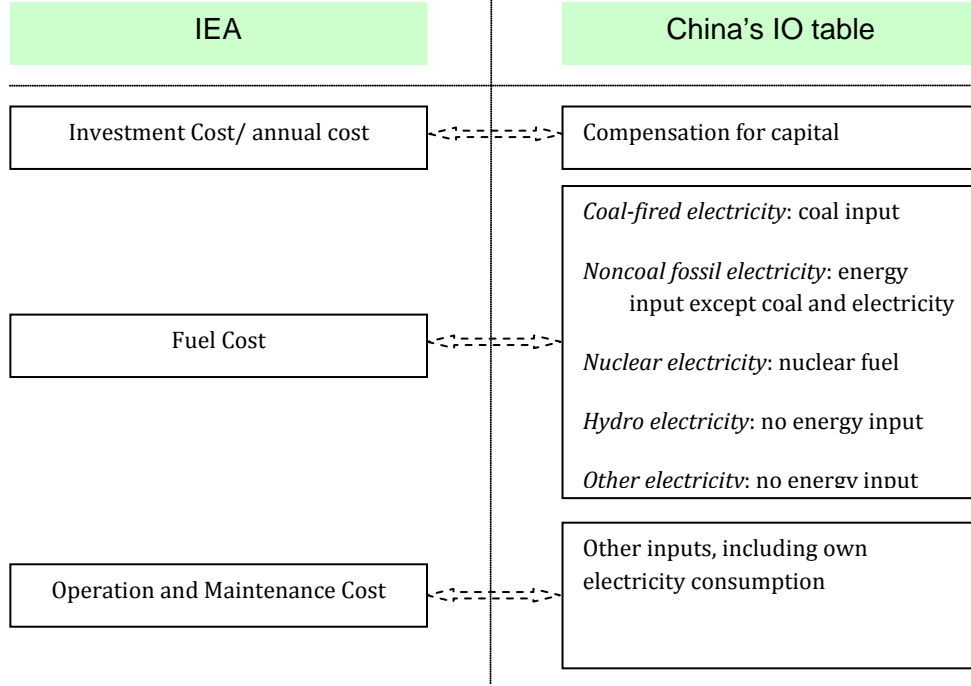 IEA
China's IO table
Investment Cost/ annual cost
Compensation for capital
Coal-fired electricity: coal input
Noncoal fossil electricity: energy
input except coal and electricity
Fuel Cost
Nuclear electricity: nuclear fuel
Hydro electricity: no energy input
Other electricity: no energy input
Other inputs, including own
electricity consumption
Operation and Maintenance Cost